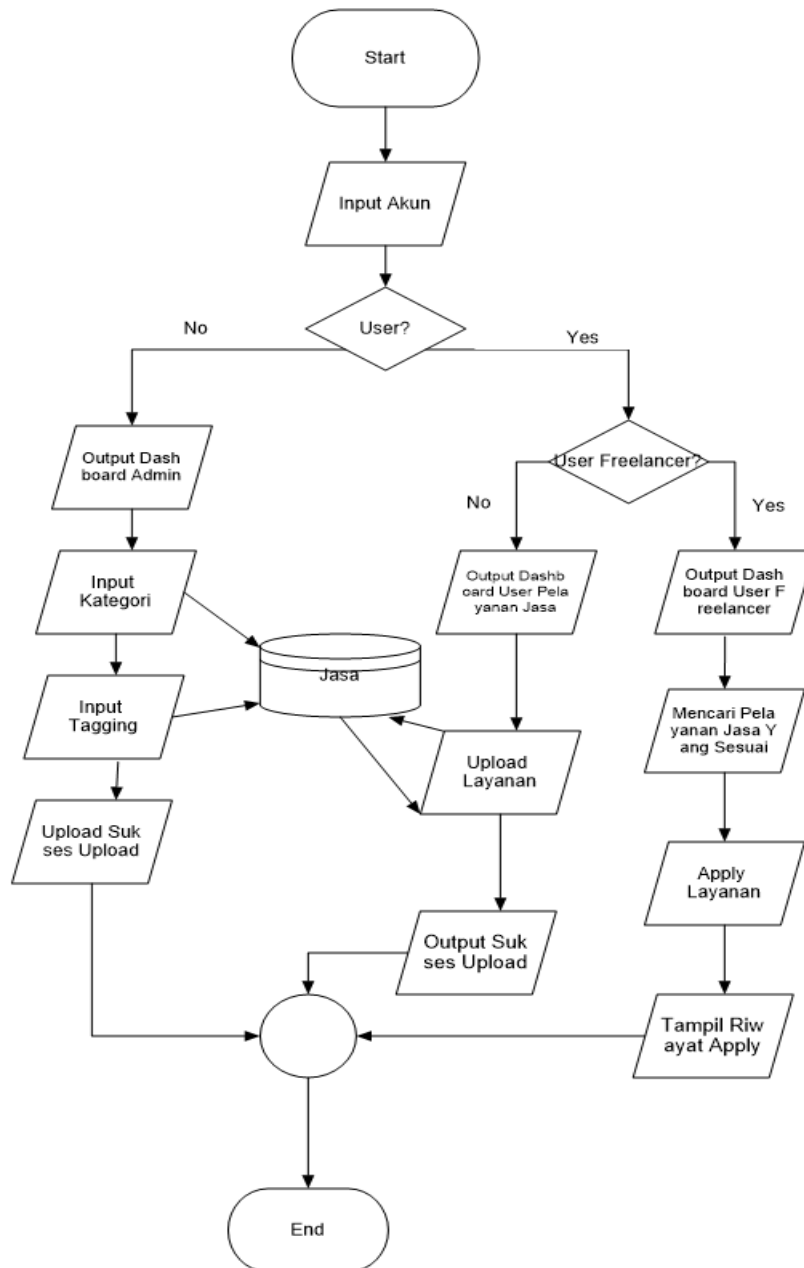 Start
Input Akun
User?
No
Yes
Output Dash
board Admin
User Freelancer?
No
Yes
Input
Kategori
Output Dashb
oard User Pela
yanan Jasa
Output Dash
board User F
reelancer
Jasa
Input
Tagging
Mencari Pela
yanan Jasa Y
ang Sesuai
Upload
Layanan
Upload Suk
ses Upload
Apply
Layanan
Output Suk
ses Upload
Tampil Riw
ayat Apply
End